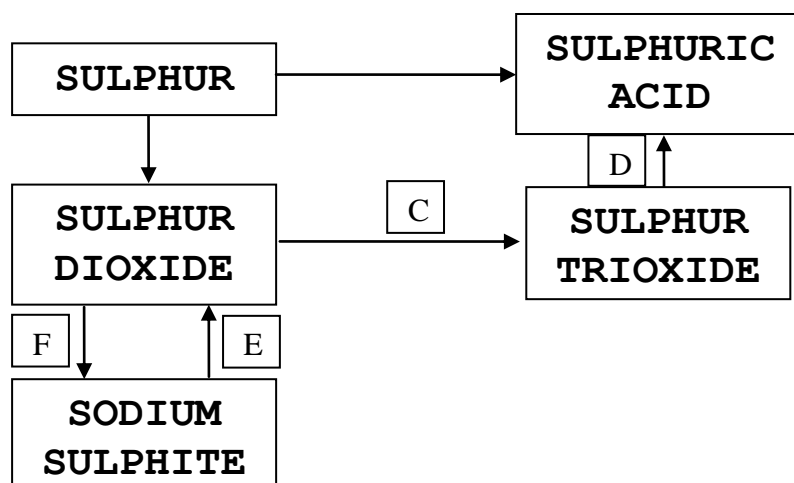 SULPHUR
SULPHURIC
ACID
D
SULPHUR
DIOXIDE
C
SULPHUR
TRIOXIDE
F
E
SODIUM
SULPHITE